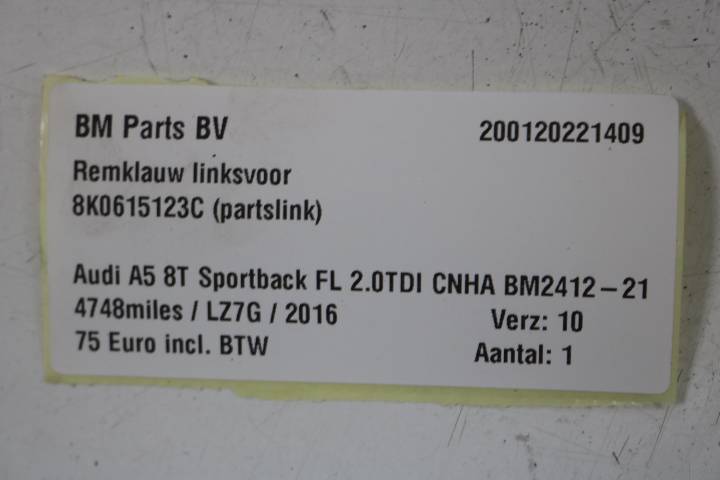 BM Parts BV 200120221409
Remklauw linksvoor
8K0615123C (partslink)
Audi A5 8T Sportback FL 2.0TDI CNHA BM2412-21
4748miles / LZ7G / 2016 Verz: 10
75 Euro incl. BTW Aantal: 1